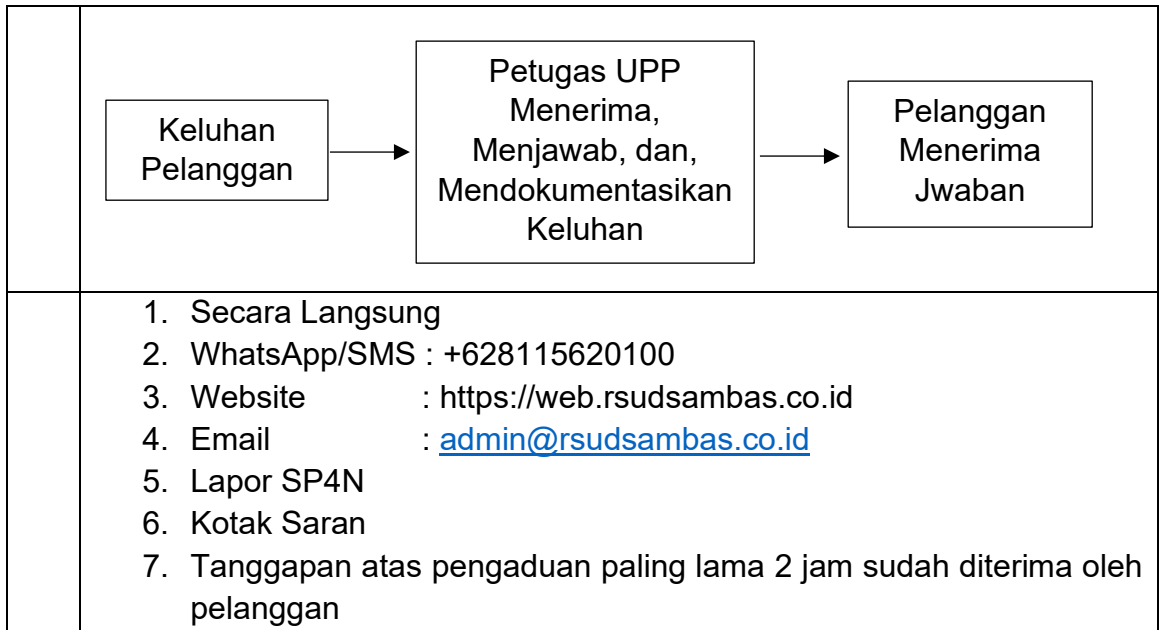 Keluhan
Pelanggan
Petugas UPP
Menerima,
Menjawab, dan,
Mendokumentasikan
Keluhan
Pelanggan
Menerima
Jwaban
1. Secara Langsung
2. WhatsApp/SMS : +628115620100
3. Website : https://web.rsudsambas.co.id
4. Email : admin@rsudsambas.co.id
5. Lapor SP4N
6. Kotak Saran
7. Tanggapan atas pengaduan paling lama 2 jam sudah diterima oleh
pelanggan